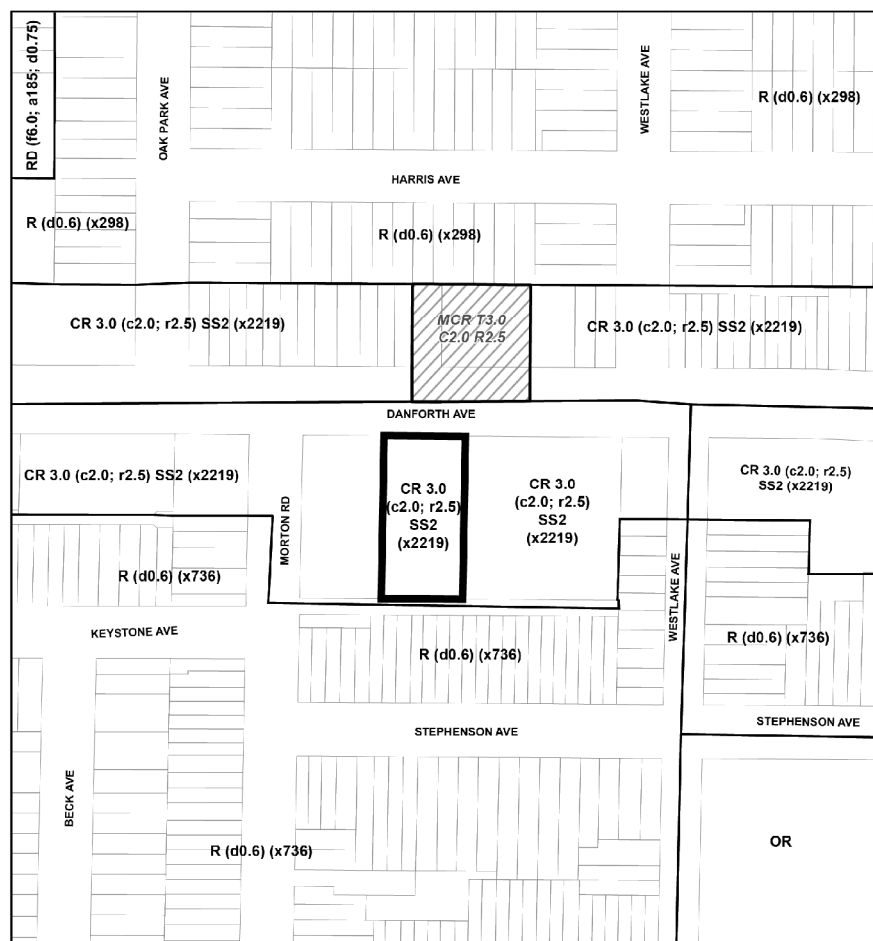 RD (f6.0; a185; d0.75)
OAK PARK AVE
WESTLAKE AVE
R (d0.6) (x298)
HARRIS AVE
R (d0.6) (x298)
R (d0.6) (x298)
CR 3.0 (c2.0; r2.5) SS2 (x2219)
MCR T3.0
C2.0 R2.5
CR 3.0 (c2.0; r2.5) SS2 (x2219)
DANFORTH AVE
CR 3.0 (c2.0; r2.5) SS2 (x2219)
MORTON RD
CR 3.0
(c2.0; r2.5)
SS2
(x2219)
CR 3.0
(c2.0; r2.5)
SS2
(x2219)
CR 3.0 (c2.0; r2.5)
SS2 (x2219)
R (d0.6) (x736)
KEYSTONE AVE
R (d0.6) (x736)
WESTLAKE AVE
R (d0.6) (x736)
STEPHENSON AVE
STEPHENSON AVE
BECK AVE
R (d0.6) (x736)
OR